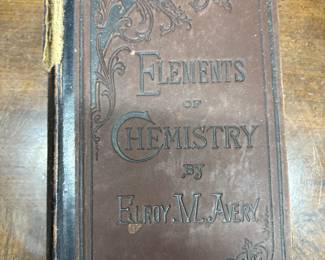 ELEMENTS
OF
CHEMISTRY
BY
ELROY M. AVERY